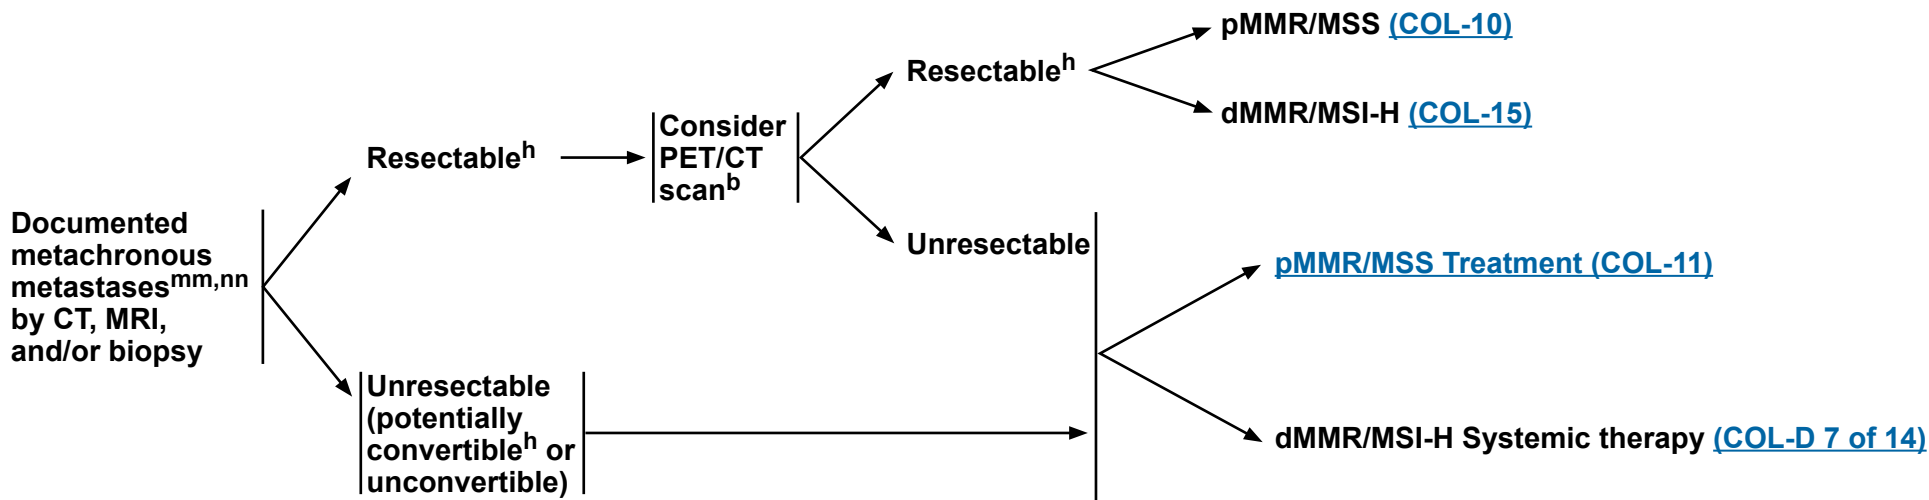 Documented
metachronous
metastases^mm,nn
by CT, MRI,
and/or biopsy
Resectable^h
Unresectable
(potentially
convertible^h or
unconvertible)
Consider
PET/CT
scan^b
Resectable^h
Unresectable
pMMR/MSS (COL-10)
dMMR/MSI-H (COL-15)
pMMR/MSS Treatment (COL-11)
dMMR/MSI-H Systemic therapy (COL-D 7 of 14)